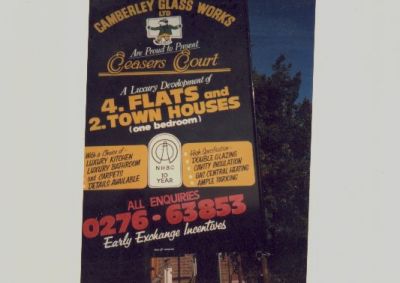 CAMBERLEY GLASS WORKS
LTD
Are Proud to Present
Ceasers Court
A Luxury Development of
4. FLATS and
2. TOWN HOUSES
(one bedroom)
With a Choice of -
LUXURY KITCHEN
LUXURY BATHROOM
and CARPETS!
DETAILS AVAILABLE
NHBC
10
YEAR
High Specification
• DOUBLE GLAZING
• CAVITY INSULATION
• GAS CENTRAL HEATING
• AMPLE PARKING
ALL ENQUIRIES
0276-63853
Early Exchange Incentives